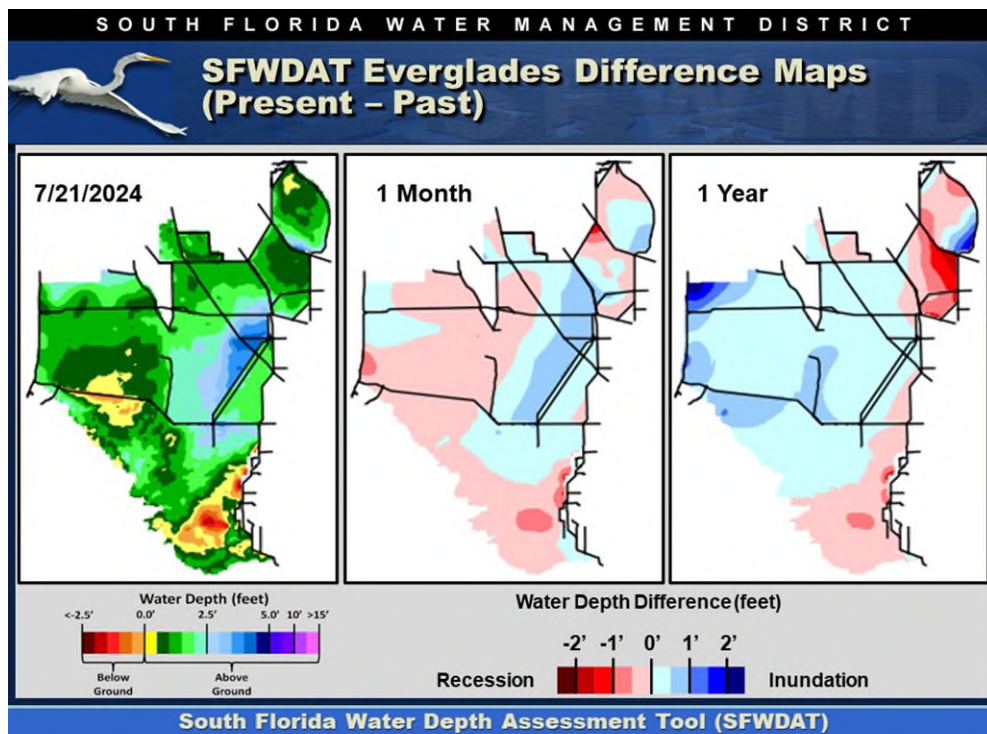 SOUTH FLORIDA WATER MANAGEMENT DISTRICT
SFWDAT Everglades Difference Maps
(Present – Past)
7/21/2024
1 Month
1 Year
Water Depth (feet)
<-2.5' 0.0' 2.5' 5.0' 10' >15'
Below
Ground
Above
Ground
Water Depth Difference (feet)
-2' -1' 0' 1' 2'
Recession
Inundation
South Florida Water Depth Assessment Tool (SFWDAT)